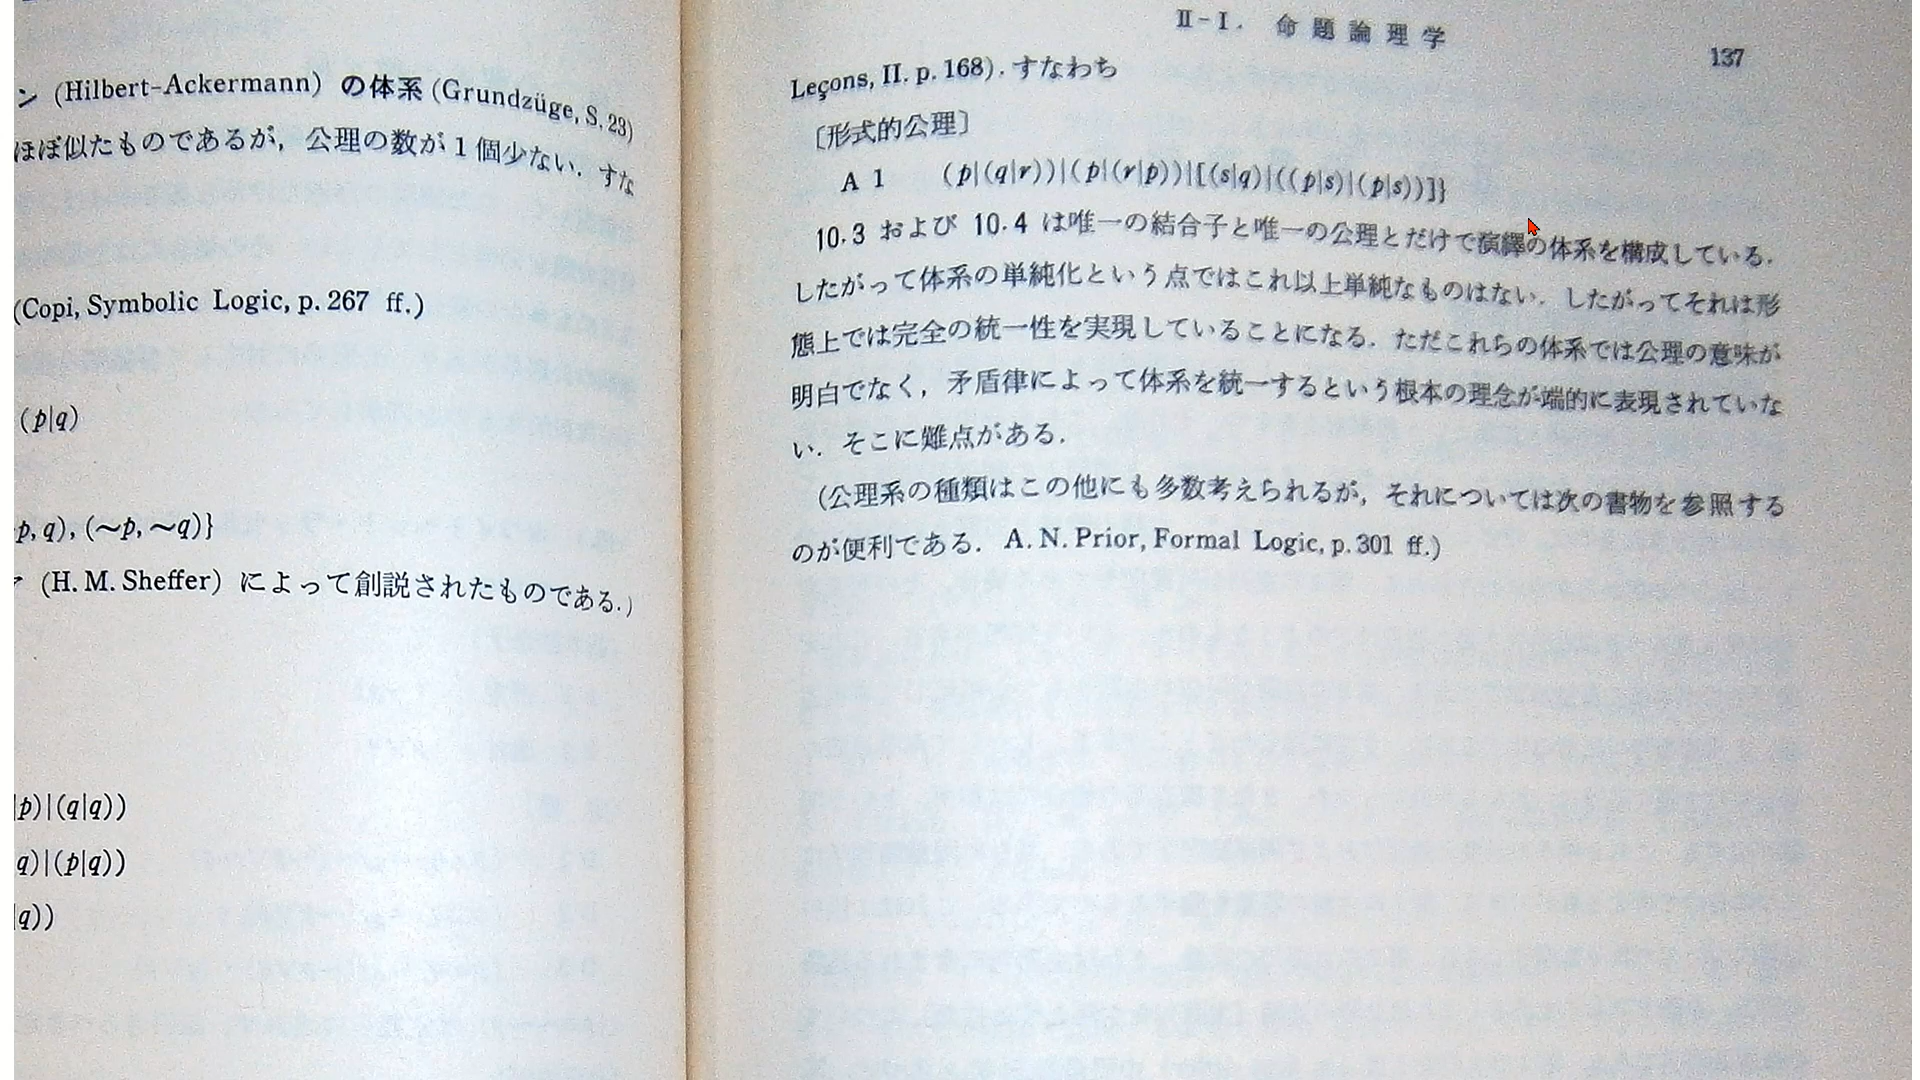 ン (Hilbert-Ackermann) の体系 (Grundzüge, S. 23)
ほぼ似たものであるが，公理の数が1個少ない．すな
(Copi, Symbolic Logic, p. 267 ff.)
(p|q)
p, q), (～p, ～q)}
(H. M. Sheffer) によって創説されたものである.)
|p)|(q|q))
q)|(p|q))
|q))
II-I. 命題論理学
137
Leçons, II. p. 168). すなわち
〔形式的公理〕
A 1 (p|(q|r))|(p|(r|p))|[(s|q)|((p|s)|(p|s))]}
10.3 および 10.4 は唯一の結合子と唯一の公理とだけで演繹の体系を構成している．
したがって体系の単純化という点ではこれ以上単純なものはない．したがってそれは形
態上では完全の統一性を実現していることになる．ただこれらの体系では公理の意味が
明白でなく，矛盾律によって体系を統一するという根本の理念が端的に表現されていな
い．そこに難点がある．
(公理系の種類はこの他にも多数考えられるが，それについては次の書物を参照する
のが便利である．A. N. Prior, Formal Logic, p. 301 ff.)